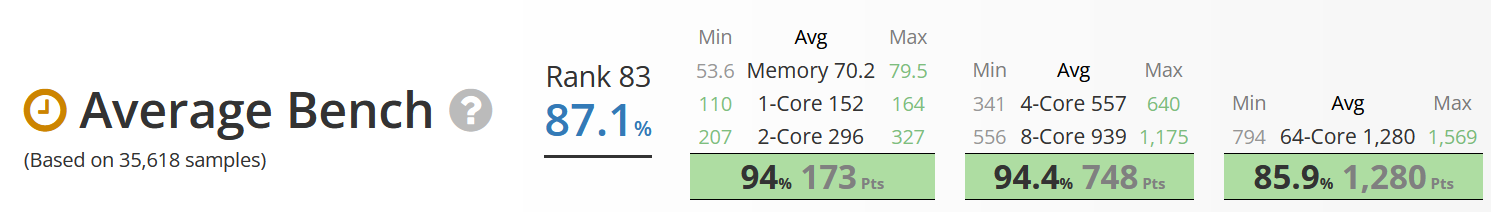 Average Bench ?
(Based on 35,618 samples)
Rank 83
87.1%
Min Avg Max
53.6 Memory 70.2 79.5
110 1-Core 152 164
207 2-Core 296 327
94% 173 Pts
Min Avg Max
341 4-Core 557 640
556 8-Core 939 1,175
94.4% 748 Pts
Min Avg Max
794 64-Core 1,280 1,569
85.9% 1,280 Pts